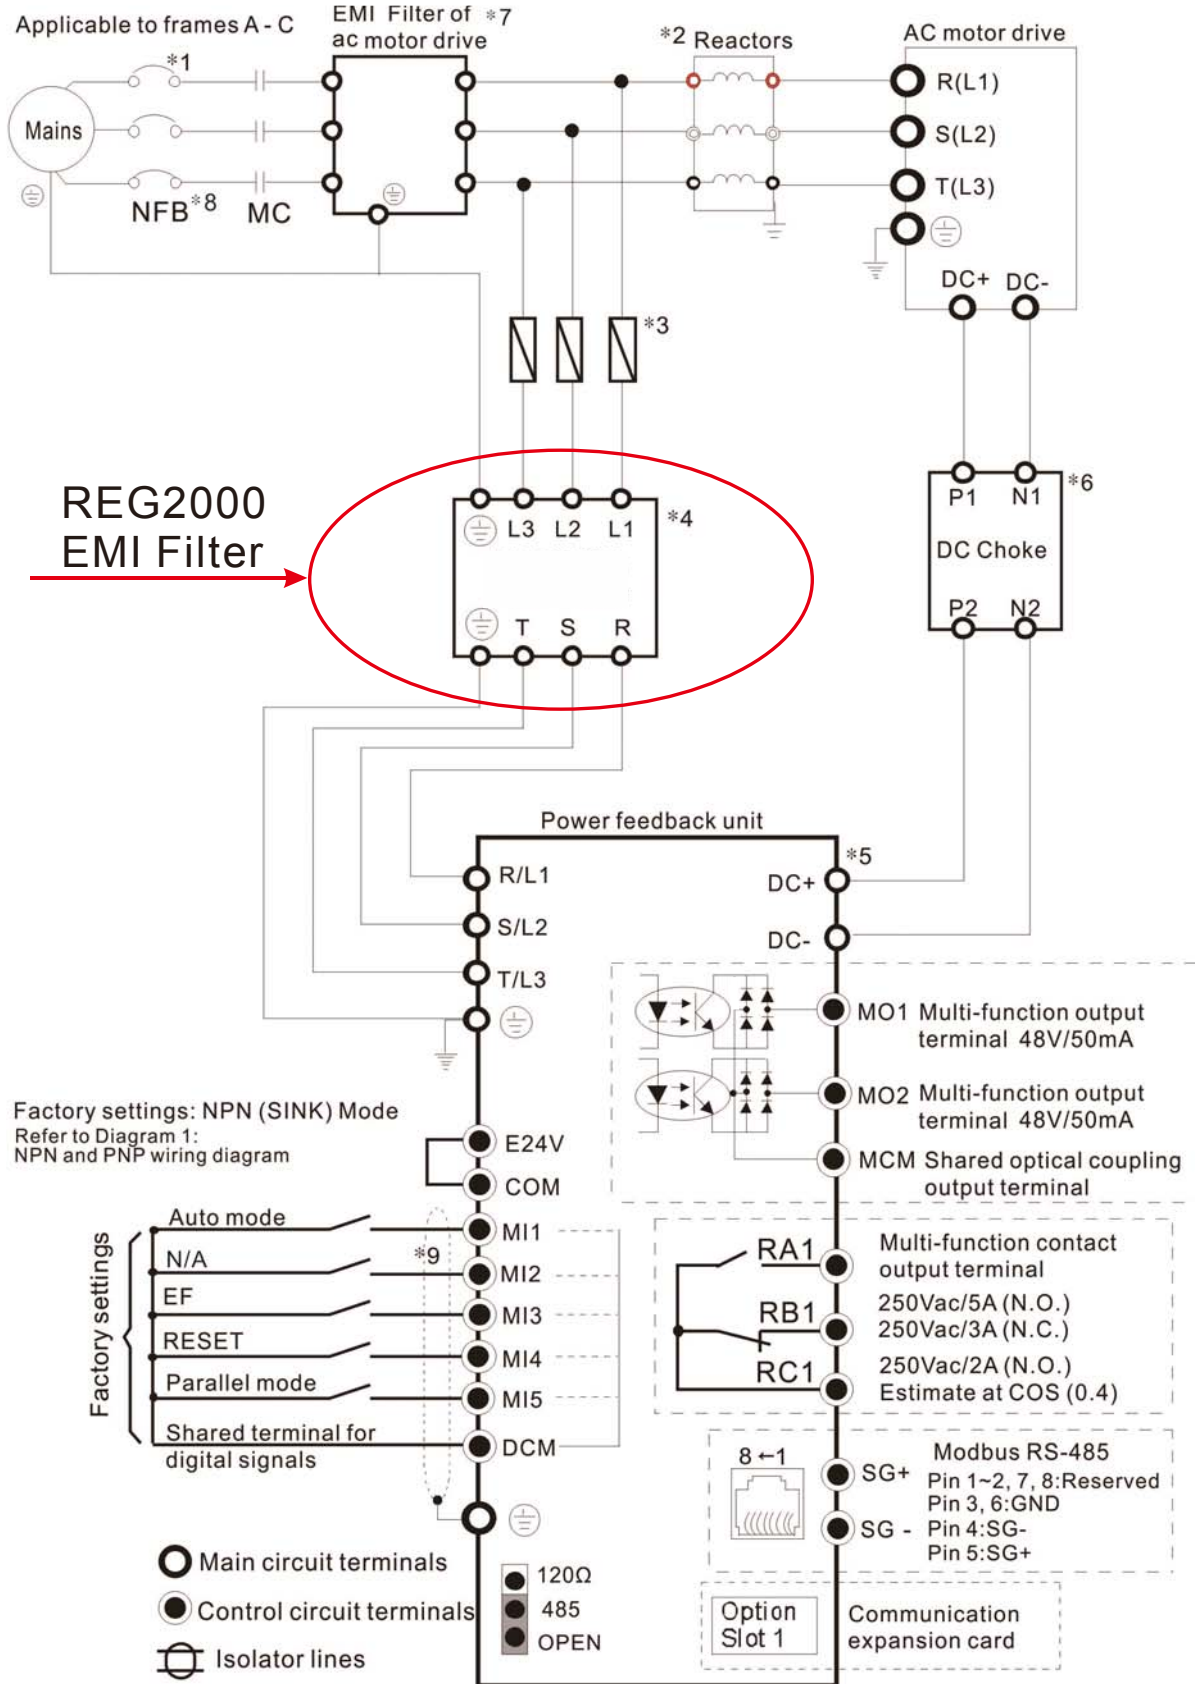 Applicable to frames A - C
EMI Filter of *7
ac motor drive
*2 Reactors
AC motor drive
*1
Mains
R(L1)
S(L2)
T(L3)
NFB*8 MC
DC+ DC-
*3
REG2000
EMI Filter
L3 L2 L1
*4
T S R
P1 N1
*6
DC Choke
P2 N2
Power feedback unit
*5
R/L1
S/L2
T/L3
DC+
DC-
MO1 Multi-function output
terminal 48V/50mA
MO2 Multi-function output
terminal 48V/50mA
MCM Shared optical coupling
output terminal
Factory settings: NPN (SINK) Mode
Refer to Diagram 1:
NPN and PNP wiring diagram
E24V
COM
Factory settings
Auto mode
MI1
*9
N/A
MI2
EF
MI3
RESET
MI4
Parallel mode
MI5
Shared terminal for
digital signals
DCM
RA1
RB1
RC1
Multi-function contact
output terminal
250Vac/5A (N.O.)
250Vac/3A (N.C.)
250Vac/2A (N.O.)
Estimate at COS (0.4)
8←1
SG+
SG -
Modbus RS-485
Pin 1~2, 7, 8:Reserved
Pin 3, 6:GND
Pin 4:SG-
Pin 5:SG+
Main circuit terminals
Control circuit terminals
Isolator lines
120Ω
485
OPEN
Option
Slot 1
Communication
expansion card